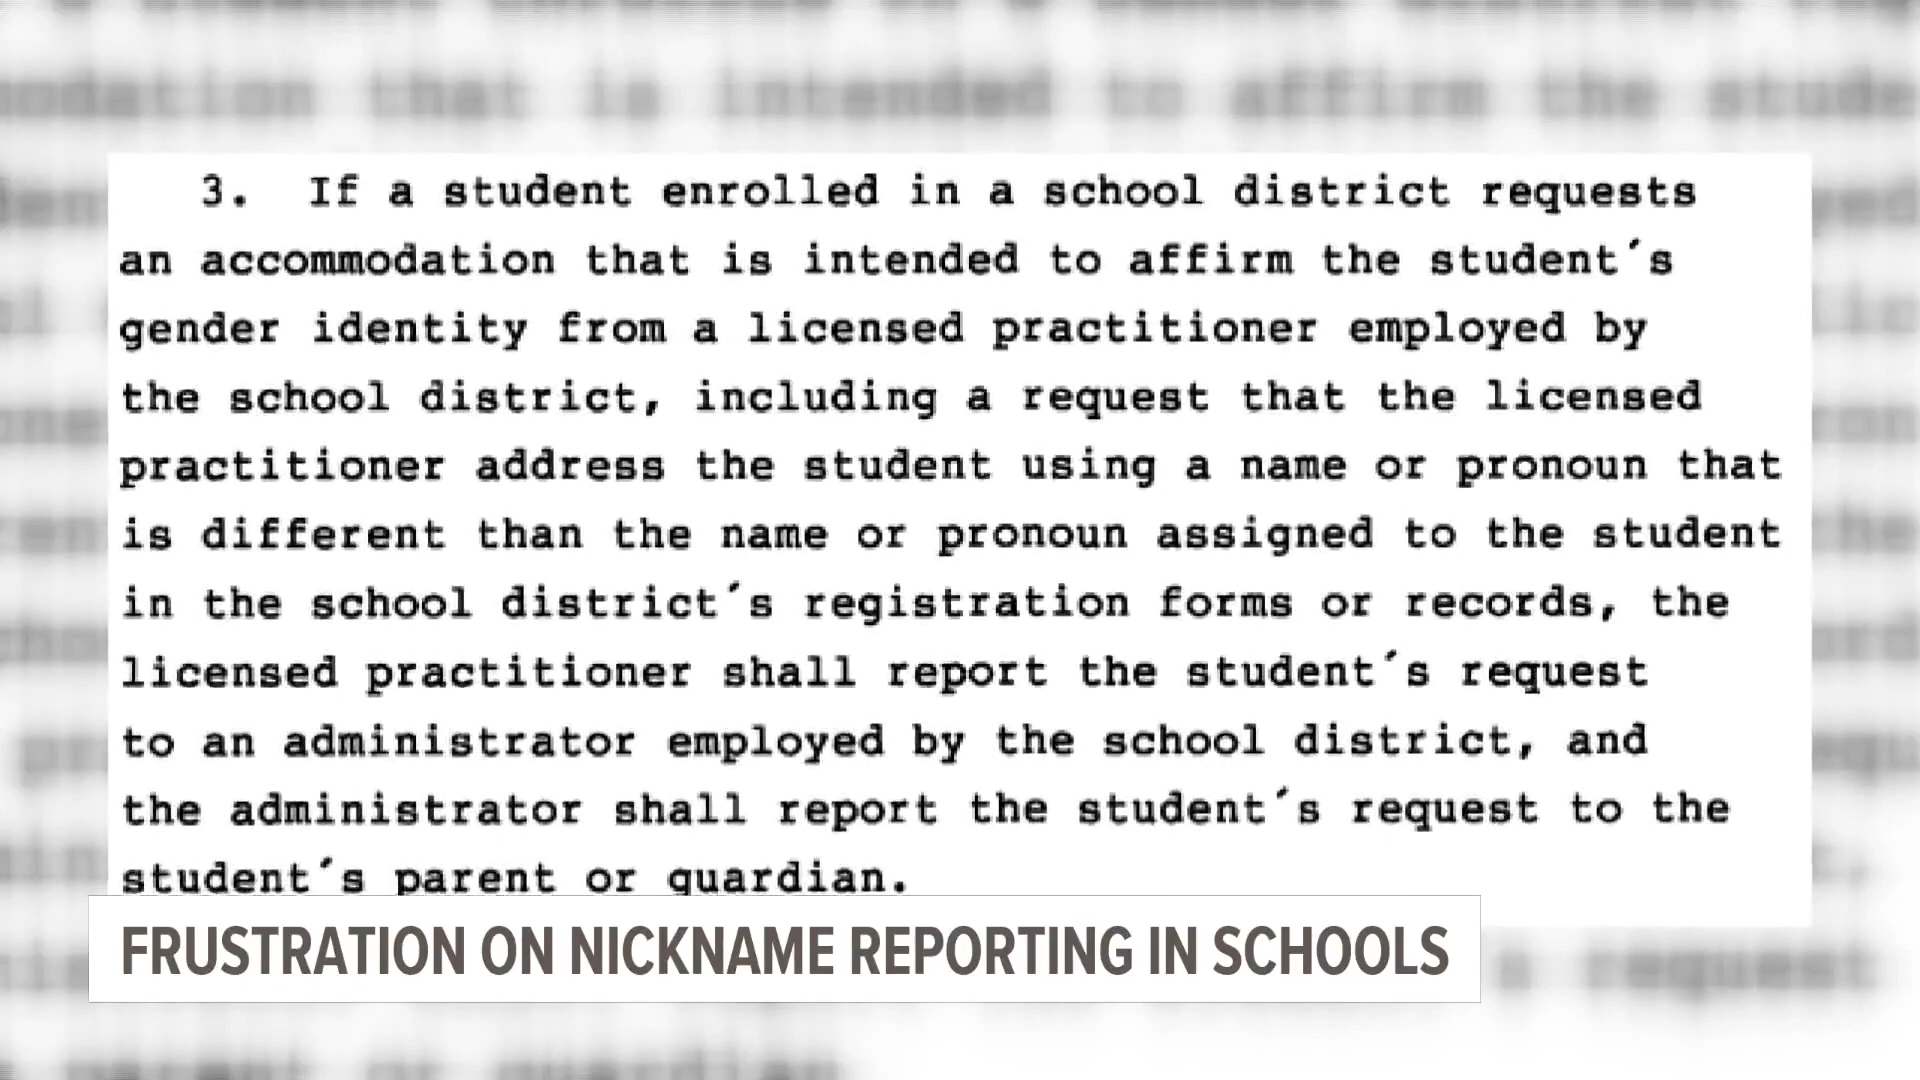 3. If a student enrolled in a school district requests
an accommodation that is intended to affirm the student´s
gender identity from a licensed practitioner employed by
the school district, including a request that the licensed
practitioner address the student using a name or pronoun that
is different than the name or pronoun assigned to the student
in the school district´s registration forms or records, the
licensed practitioner shall report the student´s request
to an administrator employed by the school district, and
the administrator shall report the student´s request to the
student´s parent or guardian.
FRUSTRATION ON NICKNAME REPORTING IN SCHOOLS